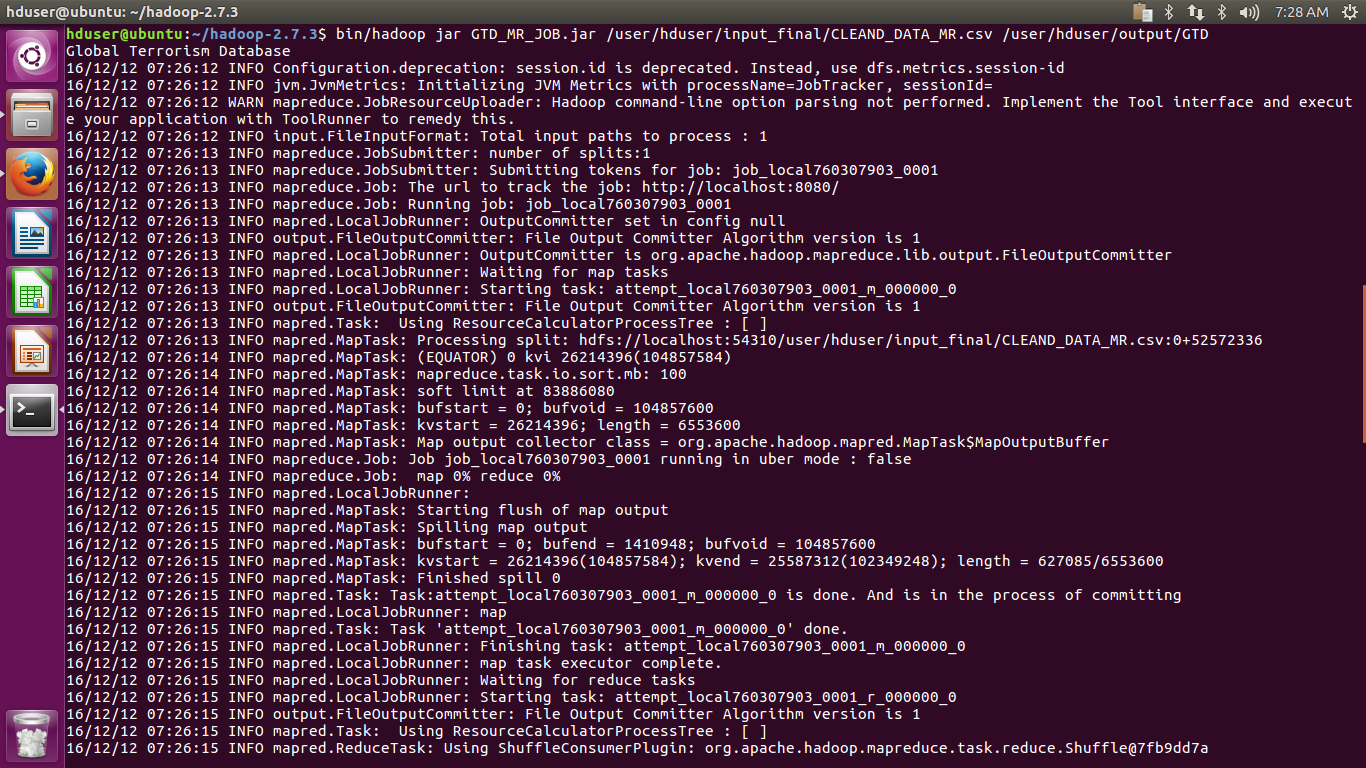 hduser@ubuntu: ~/hadoop-2.7.3
7:28 AM
hduser@ubuntu:~/hadoop-2.7.3$ bin/hadoop jar GTD_MR_JOB.jar /user/hduser/input_final/CLEAND_DATA_MR.csv /user/hduser/output/GTD
Global Terrorism Database
16/12/12 07:26:12 INFO Configuration.deprecation: session.id is deprecated. Instead, use dfs.metrics.session-id
16/12/12 07:26:12 INFO jvm.JvmMetrics: Initializing JVM Metrics with processName=JobTracker, sessionId=
16/12/12 07:26:12 WARN mapreduce.JobResourceUploader: Hadoop command-line option parsing not performed. Implement the Tool interface and execut
e your application with ToolRunner to remedy this.
16/12/12 07:26:12 INFO input.FileInputFormat: Total input paths to process : 1
16/12/12 07:26:13 INFO mapreduce.JobSubmitter: number of splits:1
16/12/12 07:26:13 INFO mapreduce.JobSubmitter: Submitting tokens for job: job_local760307903_0001
16/12/12 07:26:13 INFO mapreduce.Job: The url to track the job: http://localhost:8080/
16/12/12 07:26:13 INFO mapreduce.Job: Running job: job_local760307903_0001
16/12/12 07:26:13 INFO mapred.LocalJobRunner: OutputCommitter set in config null
16/12/12 07:26:13 INFO output.FileOutputCommitter: File Output Committer Algorithm version is 1
16/12/12 07:26:13 INFO mapred.LocalJobRunner: OutputCommitter is org.apache.hadoop.mapreduce.lib.output.FileOutputCommitter
16/12/12 07:26:13 INFO mapred.LocalJobRunner: Waiting for map tasks
16/12/12 07:26:13 INFO mapred.LocalJobRunner: Starting task: attempt_local760307903_0001_m_000000_0
16/12/12 07:26:13 INFO output.FileOutputCommitter: File Output Committer Algorithm version is 1
16/12/12 07:26:13 INFO mapred.Task:  Using ResourceCalculatorProcessTree : [ ]
16/12/12 07:26:13 INFO mapred.MapTask: Processing split: hdfs://localhost:54310/user/hduser/input_final/CLEAND_DATA_MR.csv:0+52572336
16/12/12 07:26:14 INFO mapred.MapTask: (EQUATOR) 0 kvi 26214396(104857584)
16/12/12 07:26:14 INFO mapred.MapTask: mapreduce.task.io.sort.mb: 100
16/12/12 07:26:14 INFO mapred.MapTask: soft limit at 83886080
16/12/12 07:26:14 INFO mapred.MapTask: bufstart = 0; bufvoid = 104857600
16/12/12 07:26:14 INFO mapred.MapTask: kvstart = 26214396; length = 6553600
16/12/12 07:26:14 INFO mapred.MapTask: Map output collector class = org.apache.hadoop.mapred.MapTask$MapOutputBuffer
16/12/12 07:26:14 INFO mapreduce.Job: Job job_local760307903_0001 running in uber mode : false
16/12/12 07:26:14 INFO mapreduce.Job:  map 0% reduce 0%
16/12/12 07:26:15 INFO mapred.LocalJobRunner:
16/12/12 07:26:15 INFO mapred.MapTask: Starting flush of map output
16/12/12 07:26:15 INFO mapred.MapTask: Spilling map output
16/12/12 07:26:15 INFO mapred.MapTask: bufstart = 0; bufend = 1410948; bufvoid = 104857600
16/12/12 07:26:15 INFO mapred.MapTask: kvstart = 26214396(104857584); kvend = 25587312(102349248); length = 627085/6553600
16/12/12 07:26:15 INFO mapred.MapTask: Finished spill 0
16/12/12 07:26:15 INFO mapred.Task: Task:attempt_local760307903_0001_m_000000_0 is done. And is in the process of committing
16/12/12 07:26:15 INFO mapred.LocalJobRunner: map
16/12/12 07:26:15 INFO mapred.Task: Task 'attempt_local760307903_0001_m_000000_0' done.
16/12/12 07:26:15 INFO mapred.LocalJobRunner: Finishing task: attempt_local760307903_0001_m_000000_0
16/12/12 07:26:15 INFO mapred.LocalJobRunner: map task executor complete.
16/12/12 07:26:15 INFO mapred.LocalJobRunner: Waiting for reduce tasks
16/12/12 07:26:15 INFO mapred.LocalJobRunner: Starting task: attempt_local760307903_0001_r_000000_0
16/12/12 07:26:15 INFO output.FileOutputCommitter: File Output Committer Algorithm version is 1
16/12/12 07:26:15 INFO mapred.Task:  Using ResourceCalculatorProcessTree : [ ]
16/12/12 07:26:15 INFO mapred.ReduceTask: Using ShuffleConsumerPlugin: org.apache.hadoop.mapreduce.task.reduce.Shuffle@7fb9dd7a